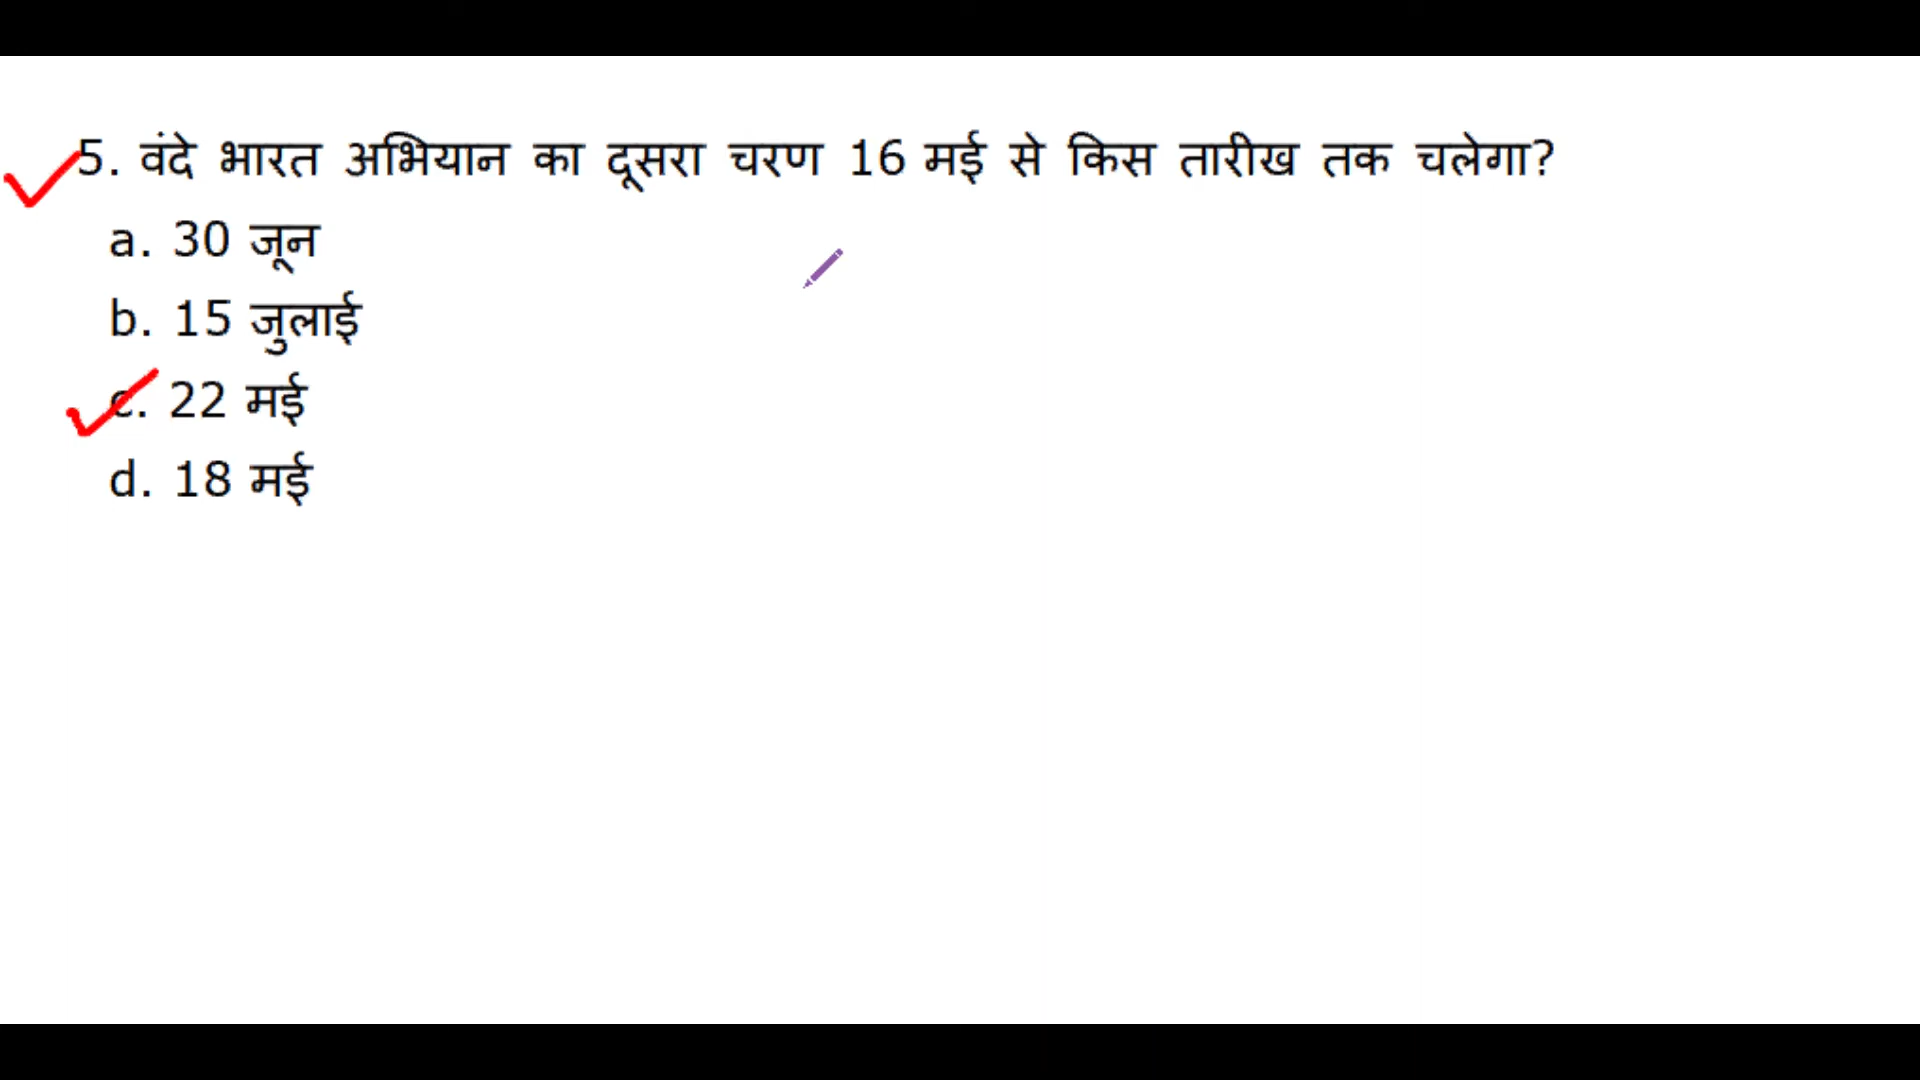 5. वंदे भारत अभियान का दूसरा चरण 16 मई से किस तारीख तक चलेगा?
a. 30 जून
b. 15 जुलाई
c. 22 मई
d. 18 मई